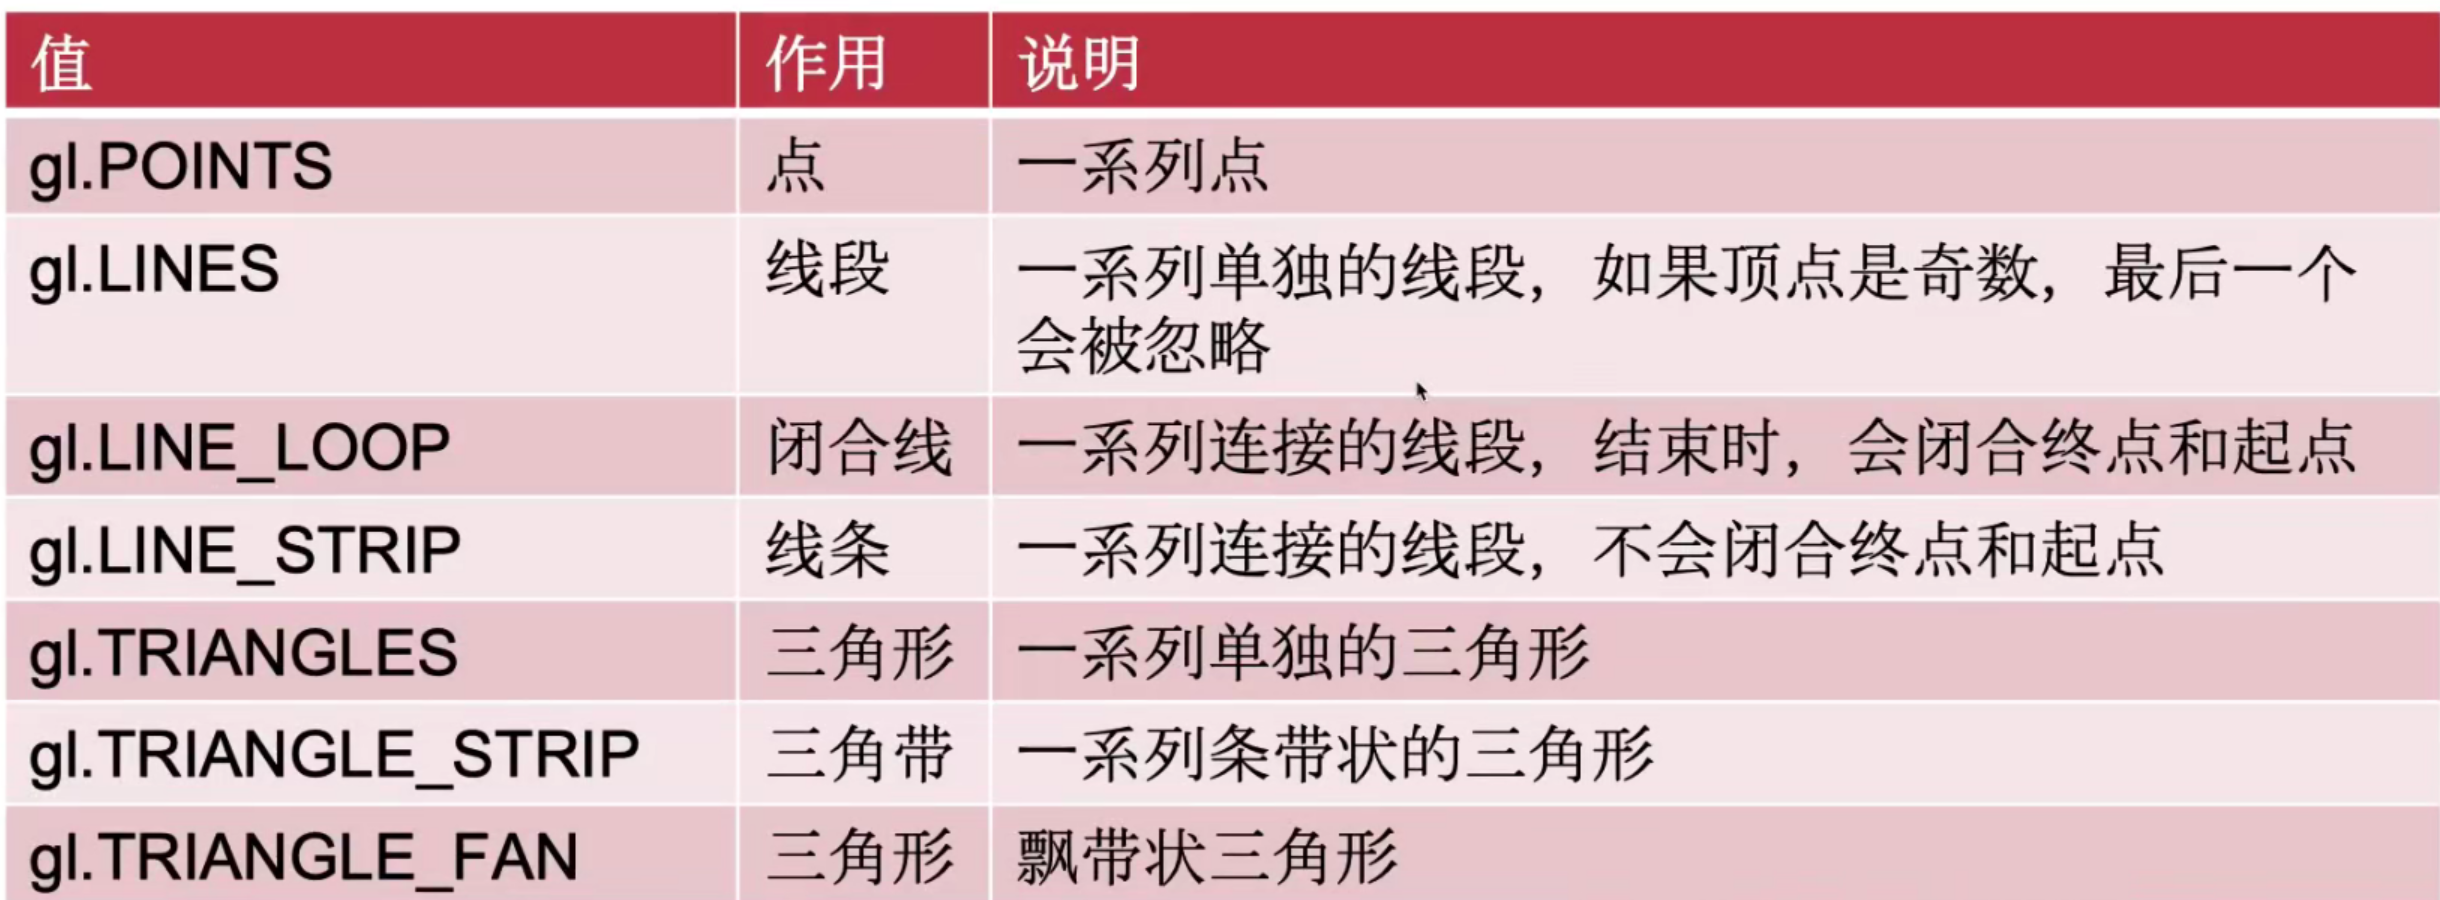 值 作用 说明
gl.POINTS 点 一系列点
gl.LINES 线段 一系列单独的线段，如果顶点是奇数，最后一个
会被忽略
gl.LINE_LOOP 闭合线 一系列连接的线段，结束时，会闭合终点和起点
gl.LINE_STRIP 线条 一系列连接的线段，不会闭合终点和起点
gl.TRIANGLES 三角形 一系列单独的三角形
gl.TRIANGLE_STRIP 三角带 一系列条带状的三角形
gl.TRIANGLE_FAN 三角形 飘带状三角形